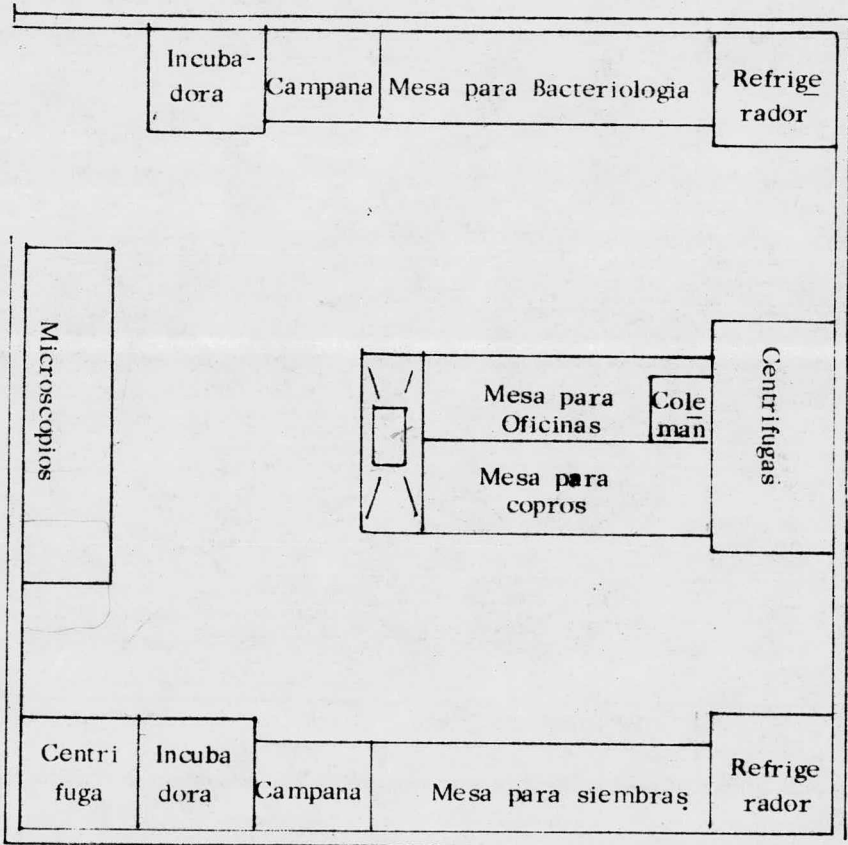 Incuba-
dora
Campana
Mesa para Bacteriologia
Refrige
rador
Microscopios
Mesa para
Oficinas
Cole
man
Centrifugas
Mesa para
copros
Centri
fuga
Incuba
dora
Campana
Mesa para siembras
Refrige
rador